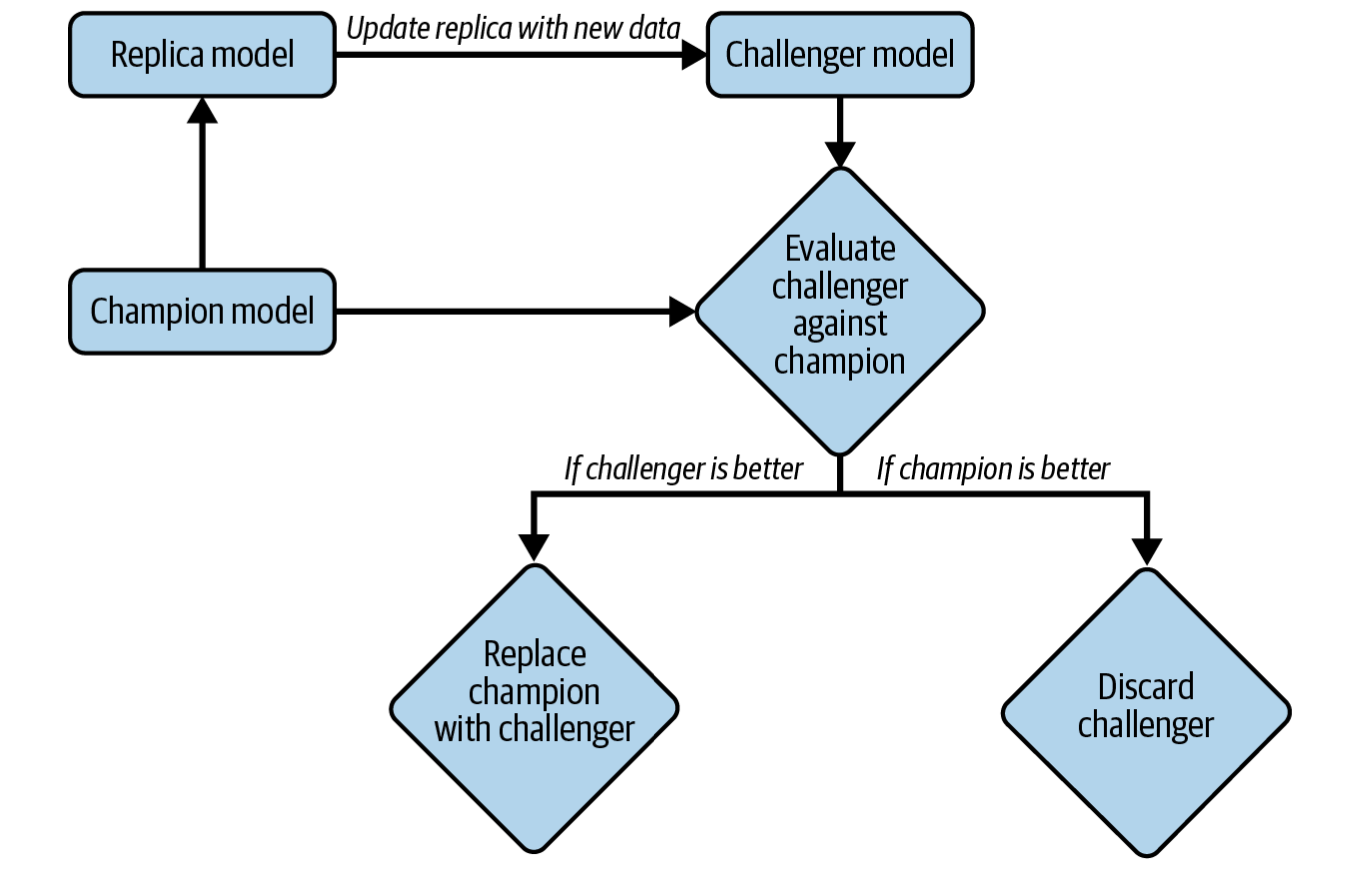 Update replica with new data
Replica model
Challenger model
Evaluate
challenger
against
champion
Champion model
If challenger is better
If champion is better
Replace
champion
with challenger
Discard
challenger